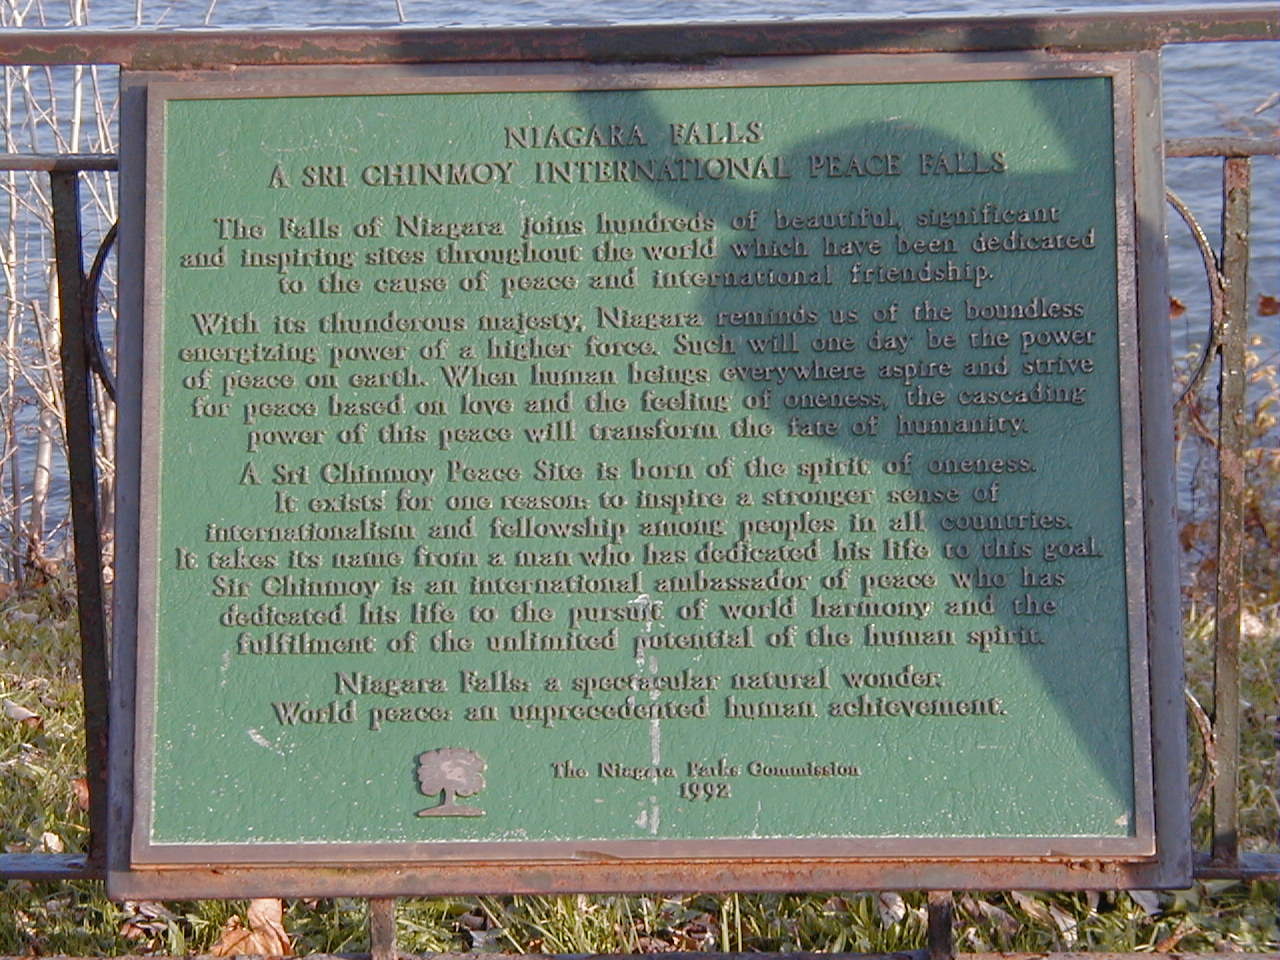 NIAGARA FALLS
A SRI CHINMOY INTERNATIONAL PEACE FALLS
The Falls of Niagara joins hundreds of beautiful, significant
and inspiring sites throughout the world which have been dedicated
to the cause of peace and international friendship.
With its thunderous majesty, Niagara reminds us of the boundless
energizing power of a higher force. Such will one day be the power
of peace on earth. When human beings everywhere aspire and strive
for peace based on love and the feeling of oneness, the cascading
power of this peace will transform the fate of humanity.
A Sri Chinmoy Peace Site is born of the spirit of oneness.
It exists for one reason: to inspire a stronger sense of
internationalism and fellowship among peoples in all countries.
It takes its name from a man who has dedicated his life to this goal.
Sir Chinmoy is an international ambassador of peace who has
dedicated his life to the pursuit of world harmony and the
fulfilment of the unlimited potential of the human spirit.
Niagara Falls: a spectacular natural wonder.
World peace: an unprecedented human achievement.
The Niagara Parks Commission
1992